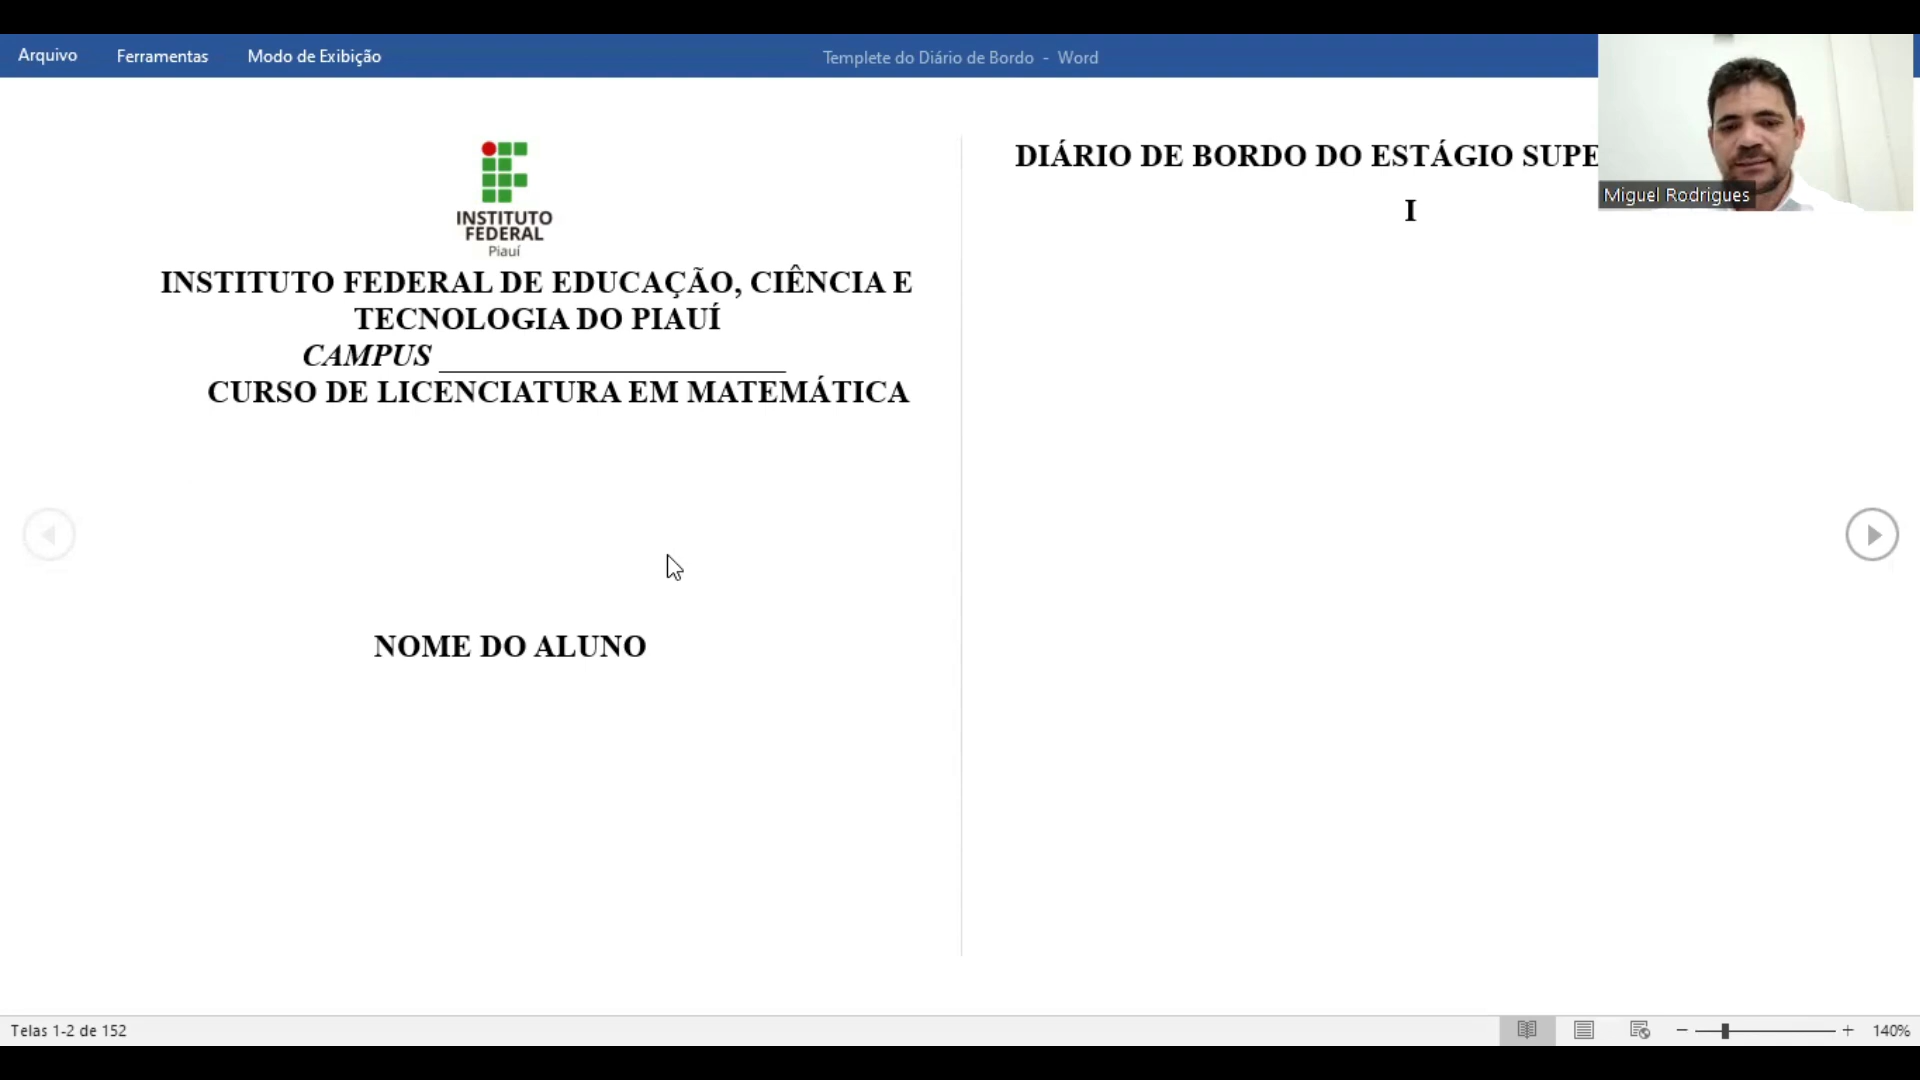 Arquivo Ferramentas Modo de Exibição Templete do Diário de Bordo - Word
INSTITUTO
FEDERAL
Piauí
INSTITUTO FEDERAL DE EDUCAÇÃO, CIÊNCIA E
TECNOLOGIA DO PIAUÍ
CAMPUS ______________________
CURSO DE LICENCIATURA EM MATEMÁTICA
NOME DO ALUNO
DIÁRIO DE BORDO DO ESTÁGIO SUPE
I
Miguel Rodrigues
Telas 1-2 de 152
140%